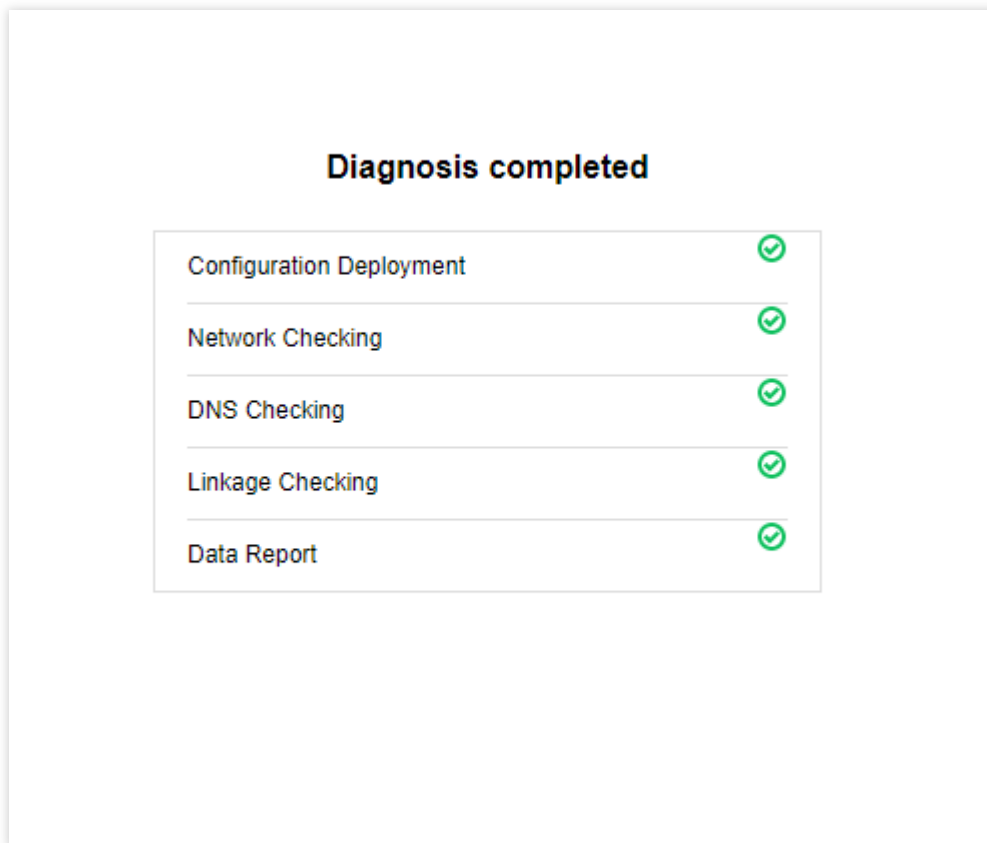 Diagnosis completed
Configuration Deployment
Network Checking
DNS Checking
Linkage Checking
Data Report